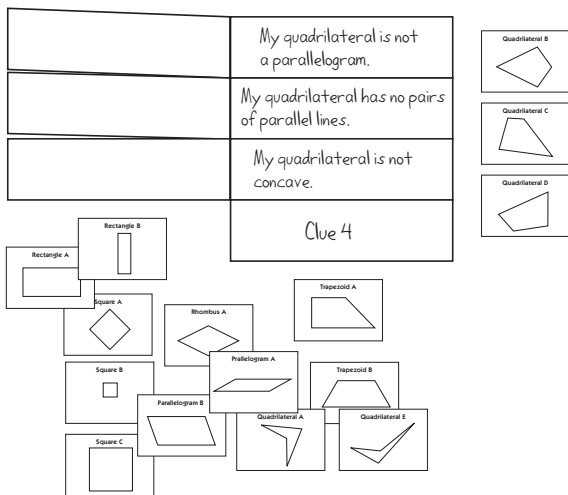 My quadrilateral is not
a parallelogram.
My quadrilateral has no pairs
of parallel lines.
My quadrilateral is not
concave.
Clue 4
Quadrilateral B
Quadrilateral C
Quadrilateral D
Rectangle B
Rectangle A
Square A
Rhombus A
Trapezoid A
Prallelogram A
Square B
Trapezoid B
Parallelogram B
Quadrilateral A
Quadrilateral E
Square C